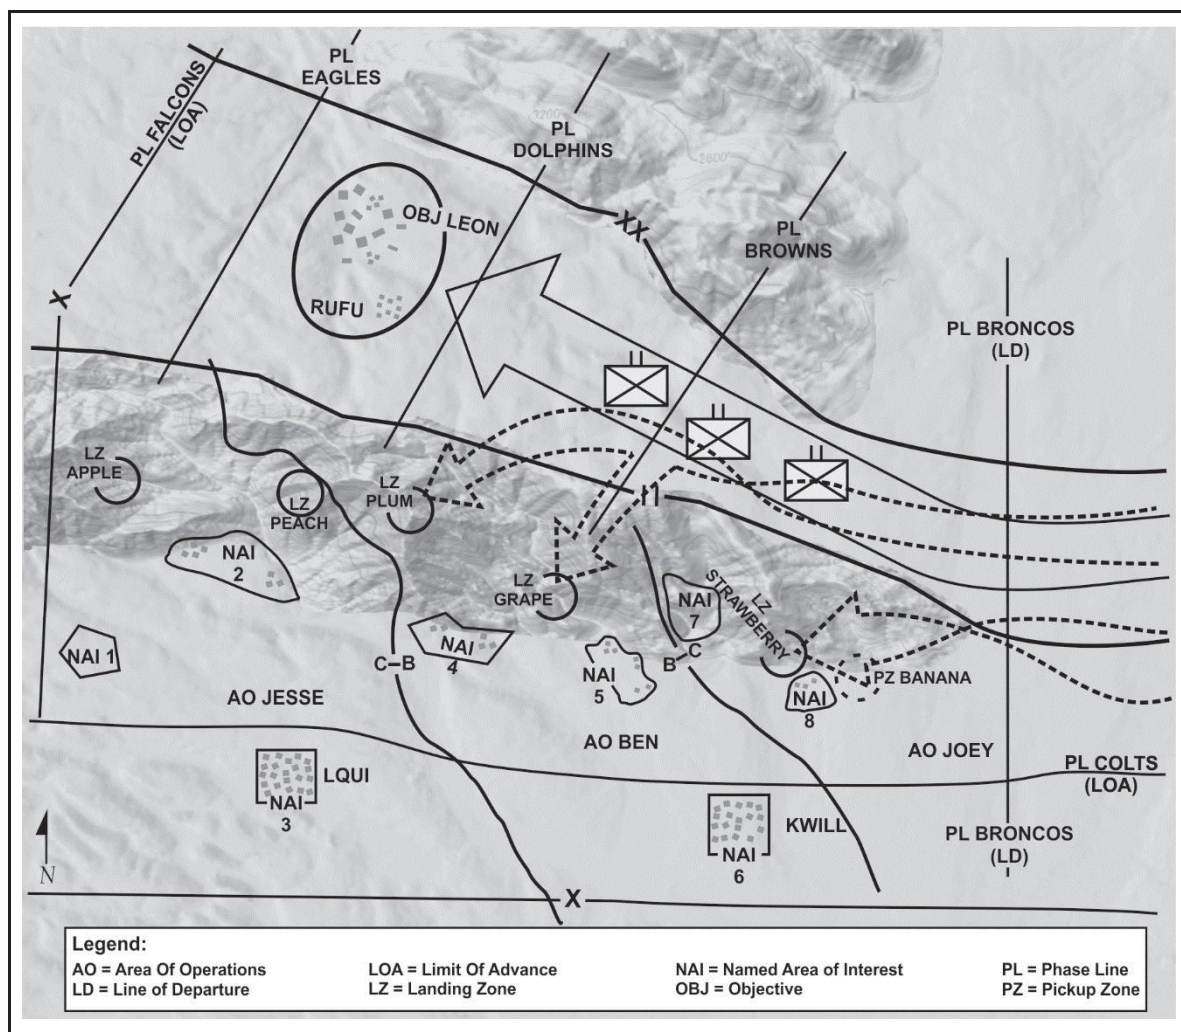 PL
EAGLES
PL FALCONS
(LOA)
PL
DOLPHINS
1200'
2600'
XX
PL
BROWNS
OBJ LEON
RUFU
X
PL BRONCOS
(LD)
LZ
APPLE
LZ
PEACH
LZ
PLUM
LZ
GRAPE
LZ
STRAWBERRY
NAI
2
NAI
7
NAI 1
NAI
4
NAI
5
NAI
8
C
B
B
C
PZ BANANA
AO JESSE
AO BEN
AO JOEY
PL COLTS
(LOA)
LQUI
NAI
3
KWILL
NAI
6
PL BRONCOS
(LD)
N
X
Legend:
AO = Area Of Operations
LD = Line of Departure
LOA = Limit Of Advance
LZ = Landing Zone
NAI = Named Area of Interest
OBJ = Objective
PL = Phase Line
PZ = Pickup Zone